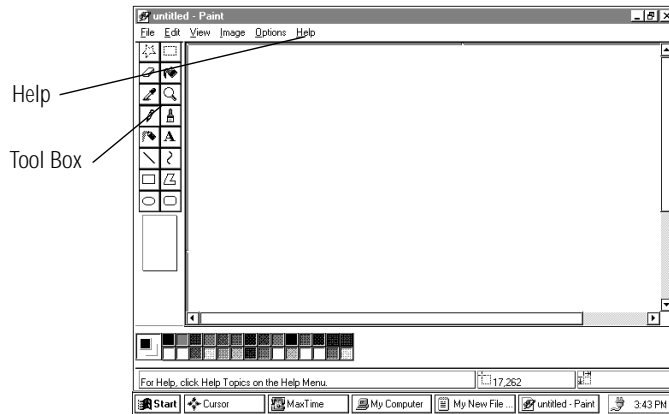 untitled - Paint
File Edit View Image Options Help
Help
Tool Box
A
For Help, click Help Topics on the Help Menu.
17,262
Start Cursor MaxTime My Computer My New File ... untitled - Paint 3:43 PM